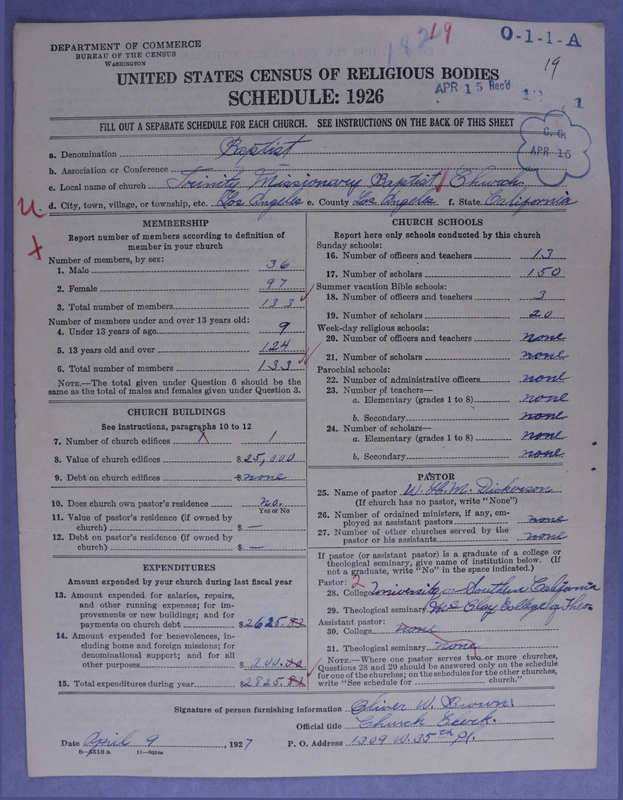 DEPARTMENT OF COMMERCE
BUREAU OF THE CENSUS
WASHINGTON
19
O-1-1-A
19
UNITED STATES CENSUS OF RELIGIOUS BODIES
APR 15 Rec'd
SCHEDULE: 1926
FILL OUT A SEPARATE SCHEDULE FOR EACH CHURCH. SEE INSTRUCTIONS ON THE BACK OF THIS SHEET
C. O.
APR 15
a. Denomination Baptist
b. Association or Conference
c. Local name of church Trinity Missionary Baptist Church
d. City, town, village, or township, etc. Los Angeles e. County Los Angeles f. State California
U.
X
MEMBERSHIP
Report number of members according to definition of
member in your church
Number of members, by sex:
1. Male 36
2. Female 97
3. Total number of members 133
Number of members under and over 13 years old:
4. Under 13 years of age 9
5. 13 years old and over 124
6. Total number of members 133
NOTE.—The total given under Question 6 should be the
same as the total of males and females given under Question 3.
CHURCH BUILDINGS
See instructions, paragraphs 10 to 12
7. Number of church edifices 1
8. Value of church edifices $25,000
9. Debt on church edifices $none
10. Does church own pastor's residence no.
Yes or No
11. Value of pastor's residence (if owned by
church) $ —
12. Debt on pastor's residence (if owned by
church) $ —
EXPENDITURES
Amount expended by your church during last fiscal year
13. Amount expended for salaries, repairs,
and other running expenses; for im-
provements or new buildings; and for
payments on church debt $2625.82
14. Amount expended for benevolences, in-
cluding home and foreign missions; for
denominational support; and for all
other purposes $ 200.00
15. Total expenditures during year $2825.82
CHURCH SCHOOLS
Report here only schools conducted by this church
Sunday schools:
16. Number of officers and teachers 13
17. Number of scholars 150
Summer vacation Bible schools:
18. Number of officers and teachers 3
19. Number of scholars 20
Week-day religious schools:
20. Number of officers and teachers none
21. Number of scholars none
Parochial schools:
22. Number of administrative officers none
23. Number of teachers—
a. Elementary (grades 1 to 8) none
b. Secondary none
24. Number of scholars—
a. Elementary (grades 1 to 8) none
b. Secondary none
PASTOR
25. Name of pastor Dickerson
(If church has no pastor, write "None")
26. Number of ordained ministers, if any, em-
ployed as assistant pastors none
27. Number of other churches served by the
pastor or his assistants none
If pastor (or assistant pastor) is a graduate of a college or
theological seminary, give name of institution below. (If
not a graduate, write "No" in the space indicated.)
Pastor: 2
28. College University Southern California
29. Theological seminary Clay College of Theo
Assistant pastor:
30. College none
31. Theological seminary none
NOTE.—Where one pastor serves two or more churches,
Questions 28 and 29 should be answered only on the schedule
for one of the churches; on the schedules for the other churches,
write "See schedule for church."
Signature of person furnishing information Oliver W. Brown
Official title Church Clerk.
Date April 9, 1927 P. O. Address 1309 W. 35th Pl.
8—5518 a